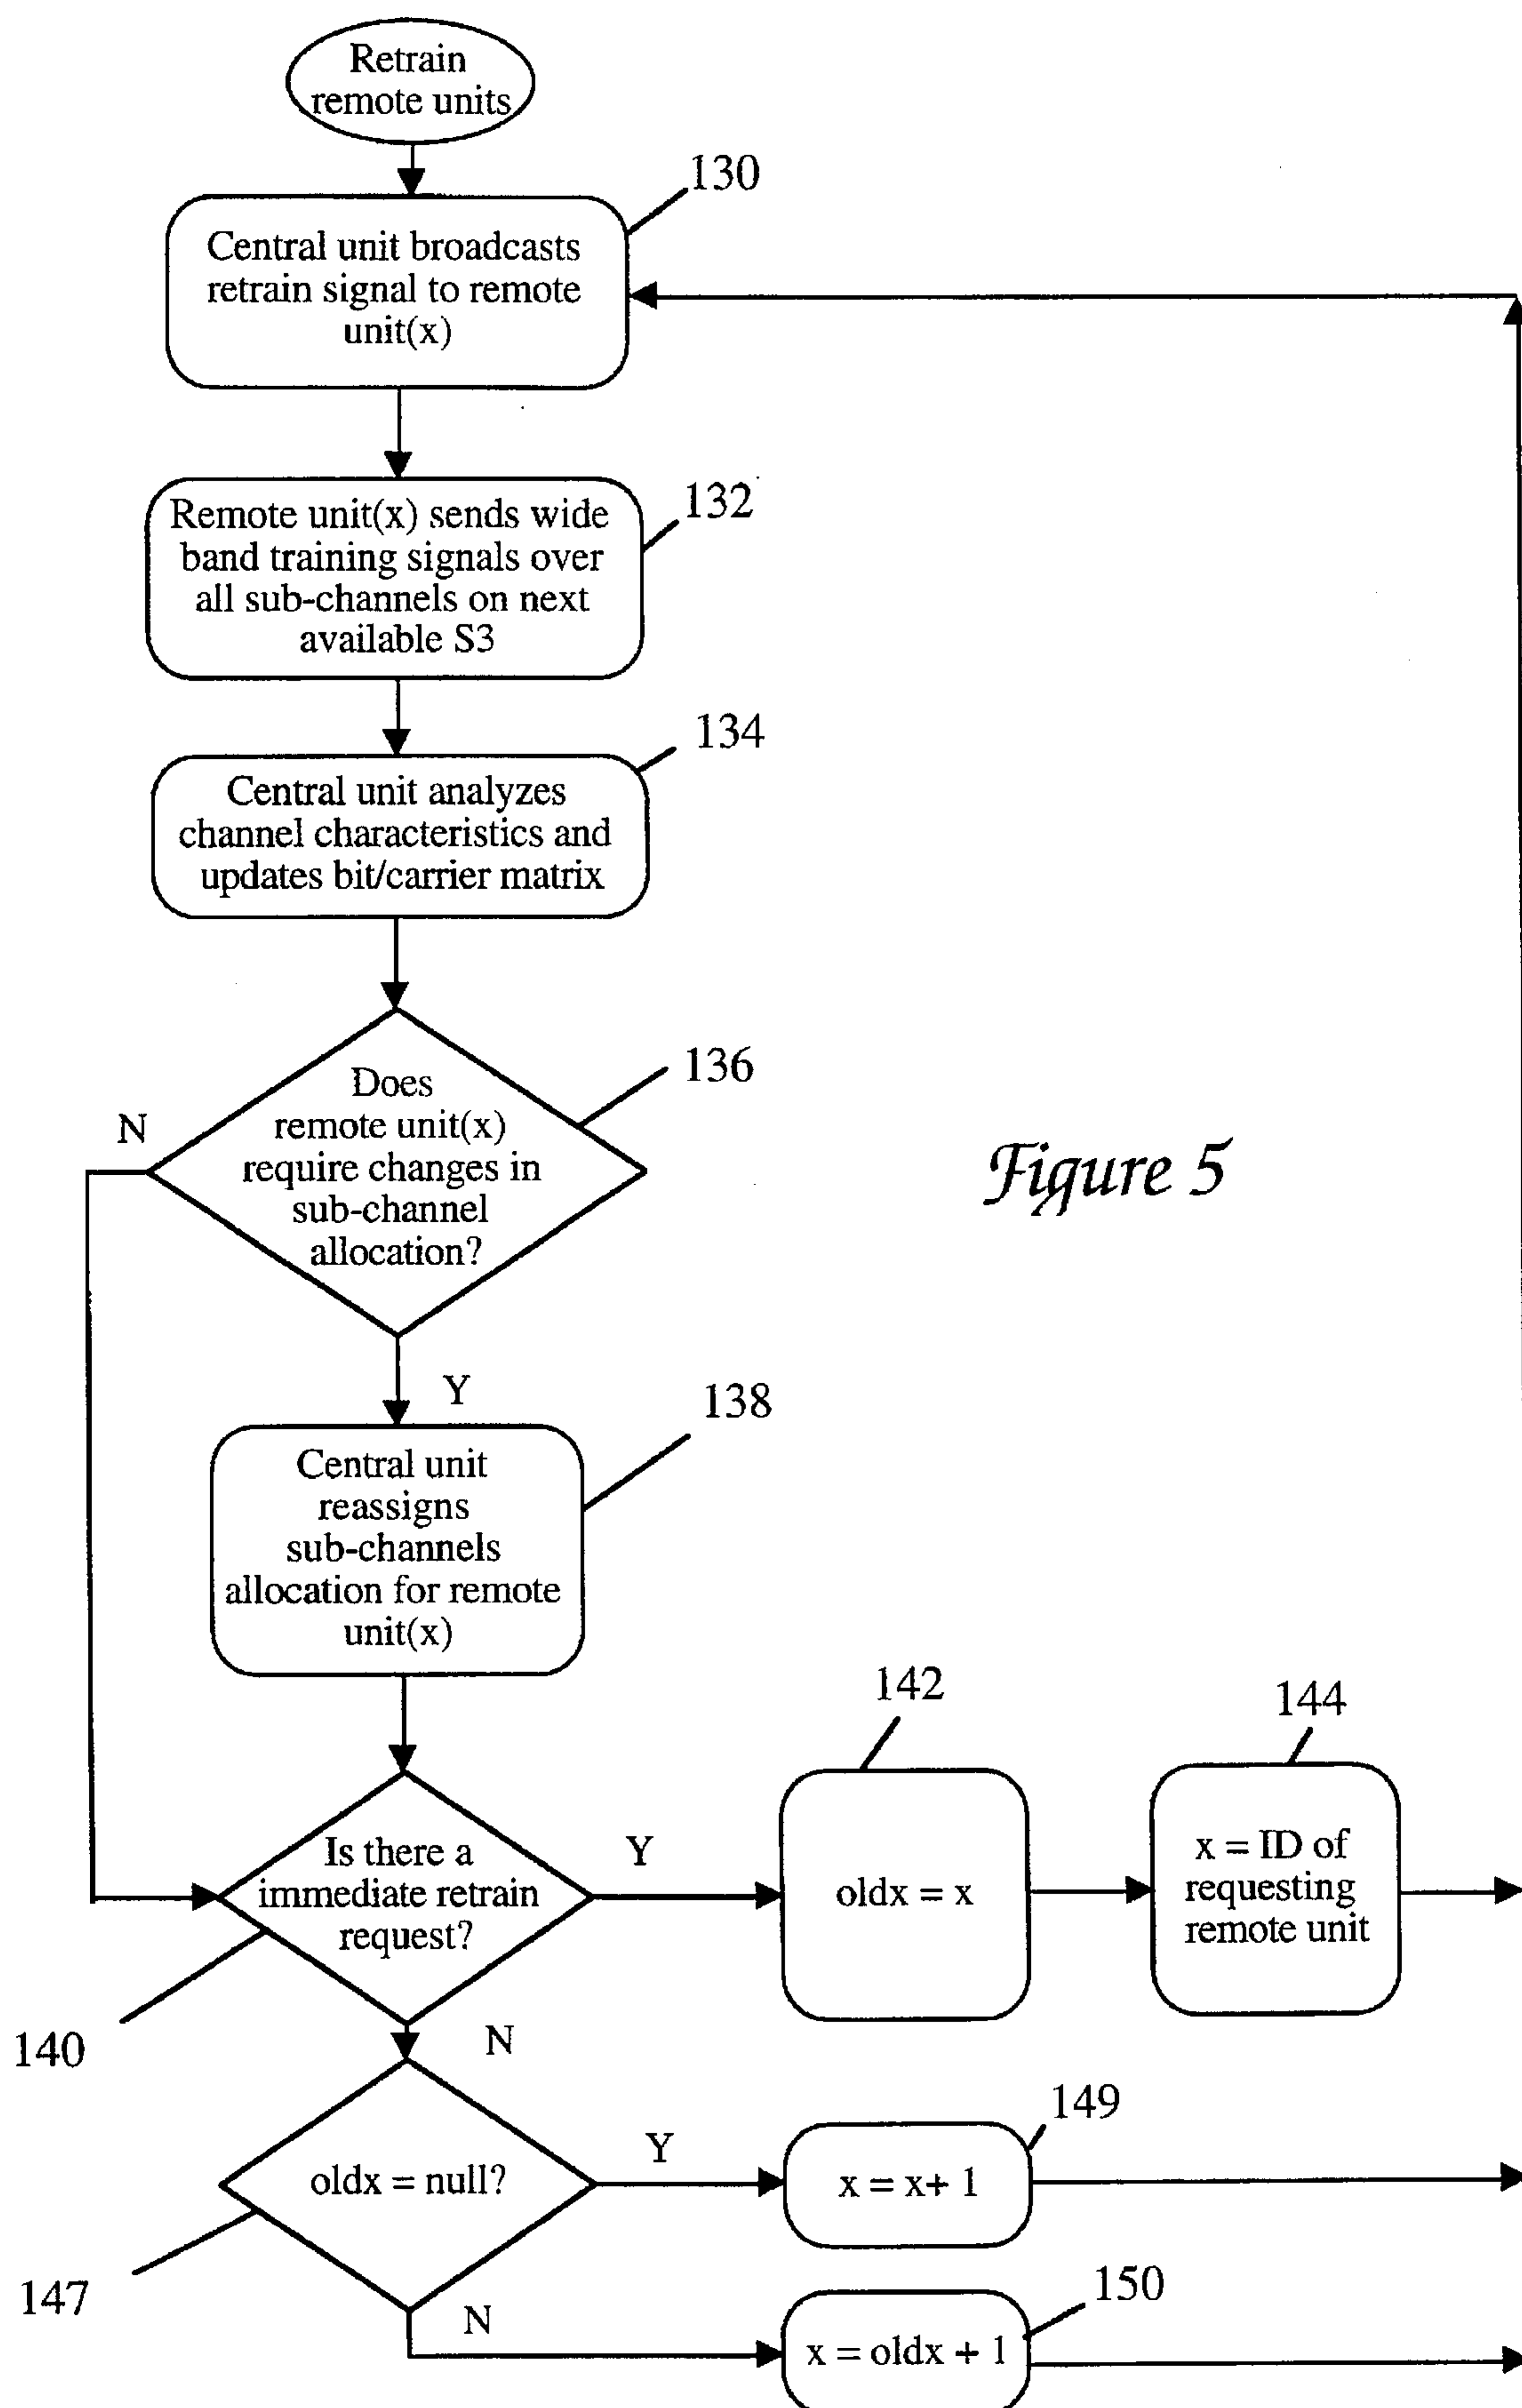 Retrain
remote units
130
Central unit broadcasts
retrain signal to remote
unit(x)
132
Remote unit(x) sends wide
band training signals over
all sub-channels on next
available S3
134
Central unit analyzes
channel characteristics and
updates bit/carrier matrix
136
N
Does
remote unit(x)
require changes in
sub-channel
allocation?
Figure 5
Y
138
Central unit
reassigns
sub-channels
allocation for remote
unit(x)
142
144
Is there a
immediate retrain
request?
Y
oldx = x
x = ID of
requesting
remote unit
140
N
149
oldx = null?
Y
x = x+ 1
147
N
150
x = oldx + 1